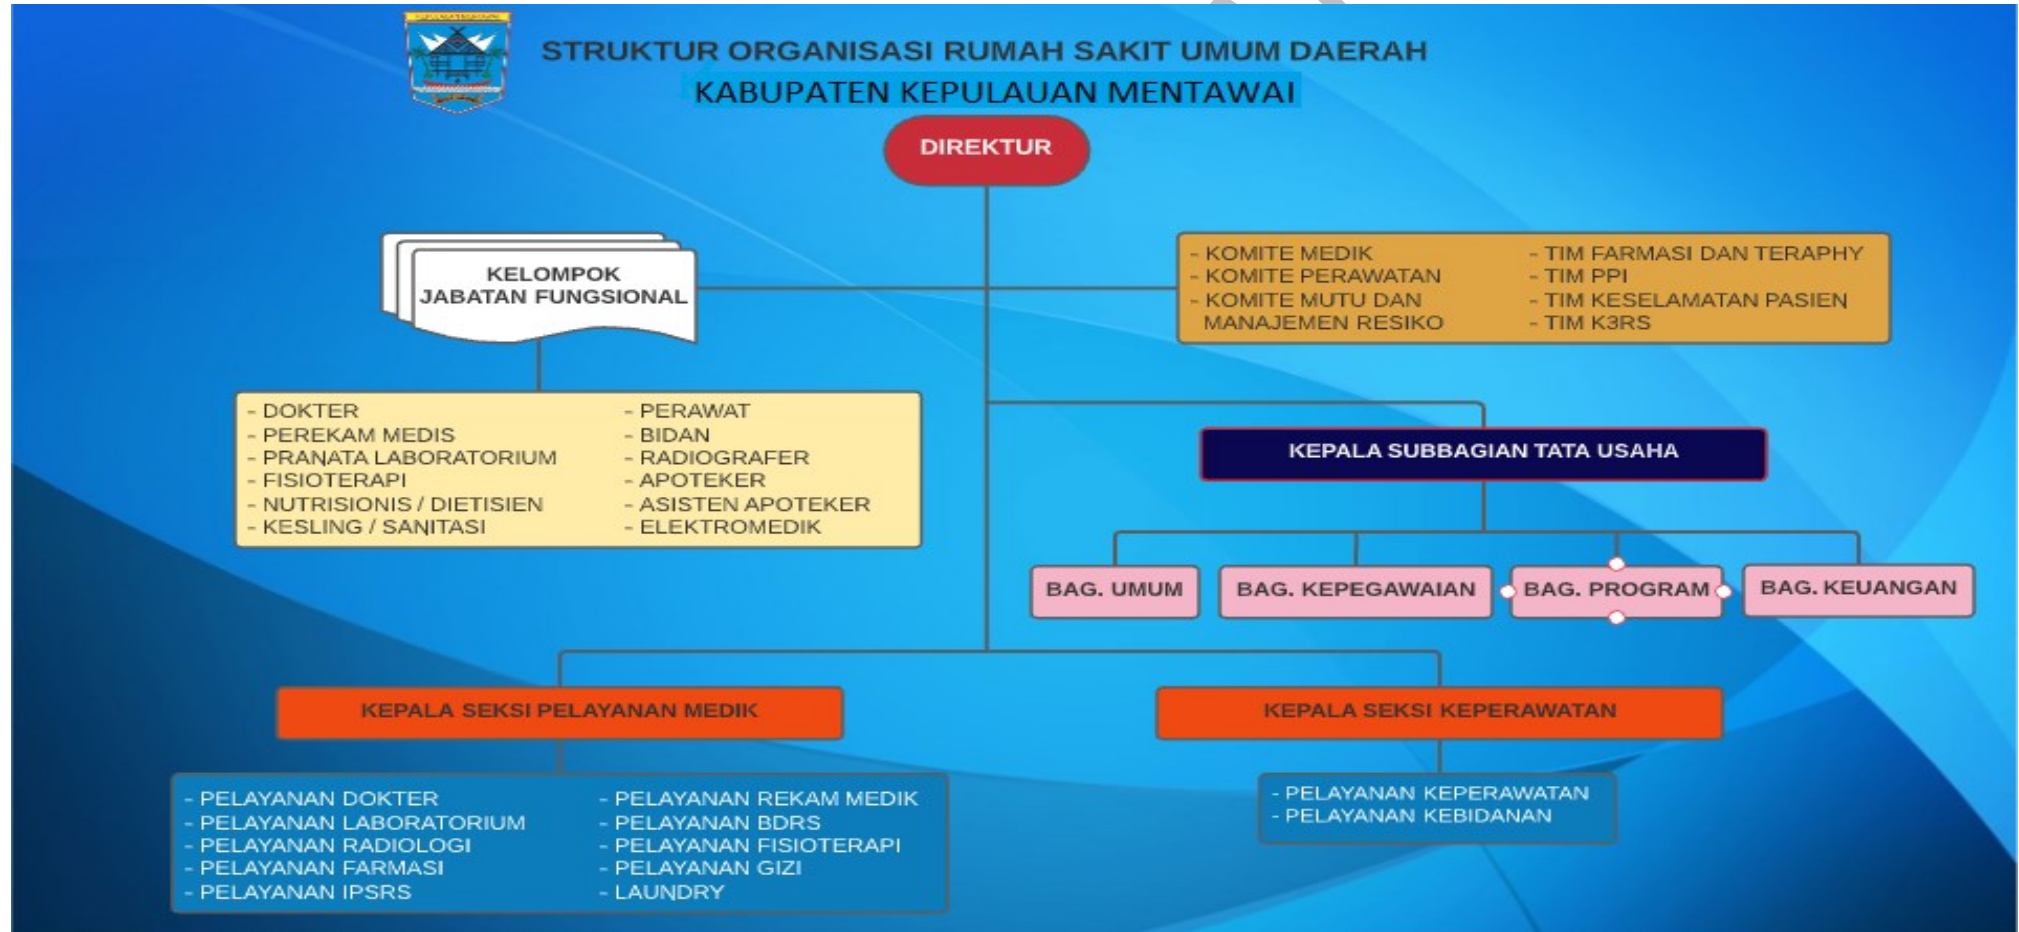 STRUKTUR ORGANISASI RUMAH SAKIT UMUM DAERAH
KABUPATEN KEPULAUAN MENTAWAI
DIREKTUR
KELOMPOK
JABATAN FUNGSIONAL
- KOMITE MEDIK
- KOMITE PERAWATAN
- KOMITE MUTU DAN
MANAJEMEN RESIKO
- TIM FARMASI DAN TERAPHY
- TIM PPI
- TIM KESELAMATAN PASIEN
- TIM K3RS
- DOKTER
- PEREKAM MEDIS
- PRANATA LABORATORIUM
- FISIOTERAPI
- NUTRISIONIS / DIETISIEN
- KESLING / SANITASI
- PERAWAT
- BIDAN
- RADIOGRAFER
- APOTEKER
- ASISTEN APOTEKER
- ELEKTROMEDIK
KEPALA SUBBAGIAN TATA USAHA
BAG. UMUM
BAG. KEPEGAWAIAN
BAG. PROGRAM
BAG. KEUANGAN
KEPALA SEKSI PELAYANAN MEDIK
KEPALA SEKSI KEPERAWATAN
- PELAYANAN DOKTER
- PELAYANAN LABORATORIUM
- PELAYANAN RADIOLOGI
- PELAYANAN FARMASI
- PELAYANAN IPSRS
- PELAYANAN REKAM MEDIK
- PELAYANAN BDRS
- PELAYANAN FISIOTERAPI
- PELAYANAN GIZI
- LAUNDRY
- PELAYANAN KEPERAWATAN
- PELAYANAN KEBIDANAN